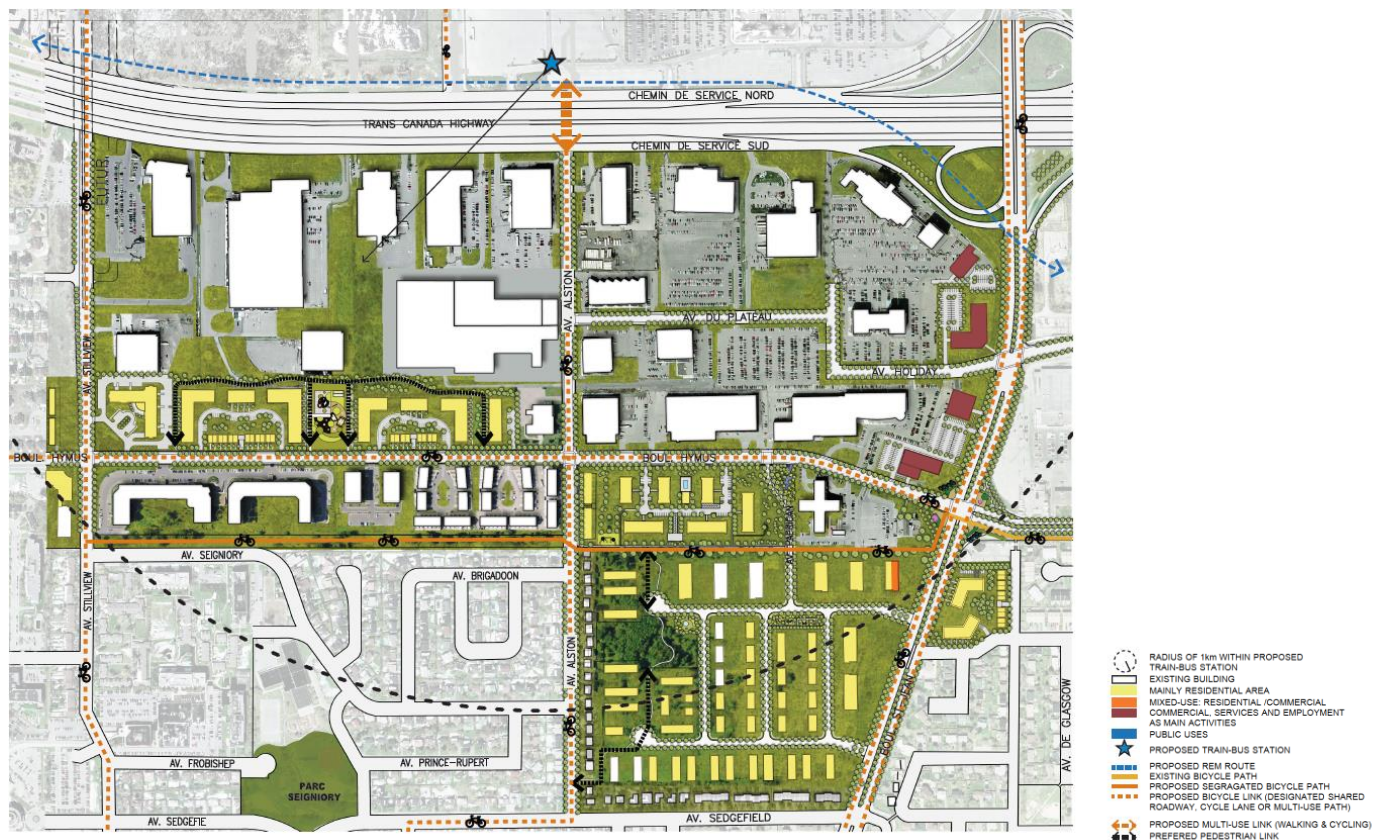 CHEMIN DE SERVICE NORD
TRANS CANADA HIGHWAY
CHEMIN DE SERVICE SUD
FUTUR
AV. ALSTON
AV. DU PLATEAU
AV. STILLVIEW
AV. HOLIDAY
BOUL. HYMUS
BOUL. HYMUS
AV. SEIGNIORY
AV. BRIGADOON
AV. STILLVIEW
AV. ALSTON
AV. DE GLASGOW
AV. FROBISHEP
AV. PRINCE-RUPERT
PARC
SEIGNIORY
AV. SEDGEFIE
AV. SEDGEFIELD
RADIUS OF 1km WITHIN PROPOSED
TRAIN-BUS STATION
EXISTING BUILDING
MAINLY RESIDENTIAL AREA
MIXED-USE: RESIDENTIAL /COMMERCIAL
COMMERCIAL, SERVICES AND EMPLOYMENT
AS MAIN ACTIVITIES
PUBLIC USES
PROPOSED TRAIN-BUS STATION
PROPOSED REM ROUTE
EXISTING BICYCLE PATH
PROPOSED SEGRAGATED BICYCLE PATH
PROPOSED BICYCLE LINK (DESIGNATED SHARED
ROADWAY, CYCLE LANE OR MULTI-USE PATH)
PROPOSED MULTI-USE LINK (WALKING & CYCLING)
PREFERED PEDESTRIAN LINK